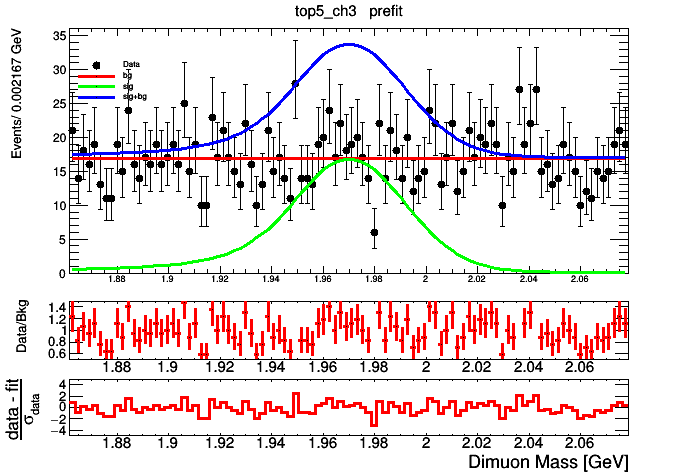 top5_ch3 prefit
Events/ 0.002167 GeV
35
30
25
20
15
10
5
0
Data
bg
sig
sig+bg
1.88 1.9 1.92 1.94 1.96 1.98 2 2.02 2.04 2.06
Data/Bkg
1.4
1.2
1
0.8
0.6
1.88 1.9 1.92 1.94 1.96 1.98 2 2.02 2.04 2.06
data - fit
σdata
4
2
0
−2
−4
1.88 1.9 1.92 1.94 1.96 1.98 2 2.02 2.04 2.06
Dimuon Mass [GeV]